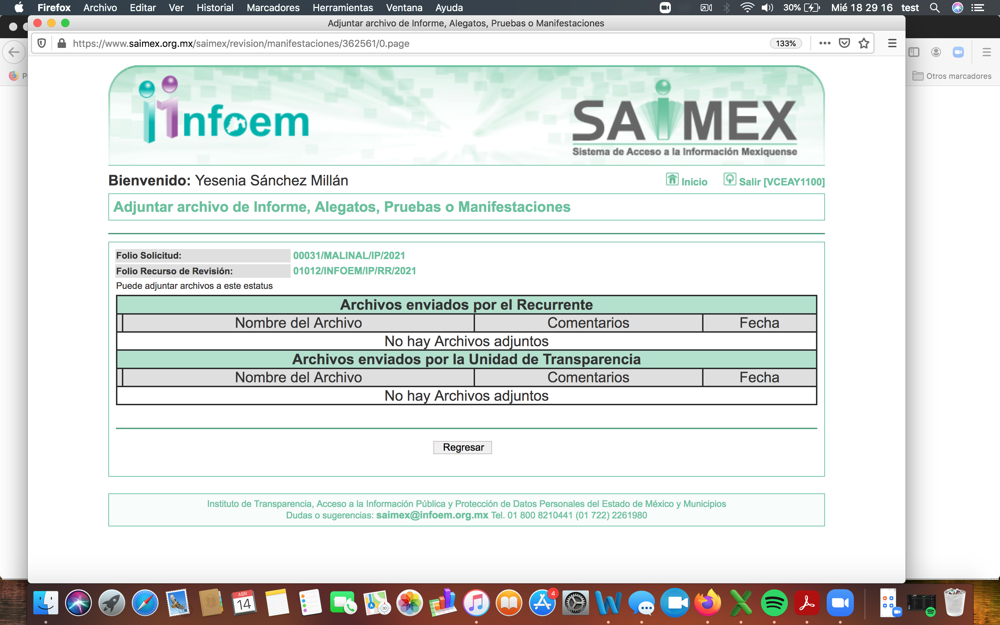 Firefox Archivo Editar Ver Historial Marcadores Herramientas Ventana Ayuda 30% Mié 18 29 16 test
Adjuntar archivo de Informe, Alegatos, Pruebas o Manifestaciones
https://www.saimex.org.mx/saimex/revision/manifestaciones/362561/0.page 133%
P
Otros marcadores
infoem
SAIMEX
Sistema de Acceso a la Información Mexiquense
Bienvenido: Yesenia Sánchez Millán
Inicio Salir [VCEAY1100]
Adjuntar archivo de Informe, Alegatos, Pruebas o Manifestaciones
Folio Solicitud: 00031/MALINAL/IP/2021
Folio Recurso de Revisión: 01012/INFOEM/IP/RR/2021
Puede adjuntar archivos a este estatus
Archivos enviados por el Recurrente
Nombre del Archivo Comentarios Fecha
No hay Archivos adjuntos
Archivos enviados por la Unidad de Transparencia
Nombre del Archivo Comentarios Fecha
No hay Archivos adjuntos
Regresar
Instituto de Transparencia, Acceso a la Información Pública y Protección de Datos Personales del Estado de México y Municipios
Dudas o sugerencias: saimex@infoem.org.mx Tel. 01 800 8210441 (01 722) 2261980
ABR
14
3D
4